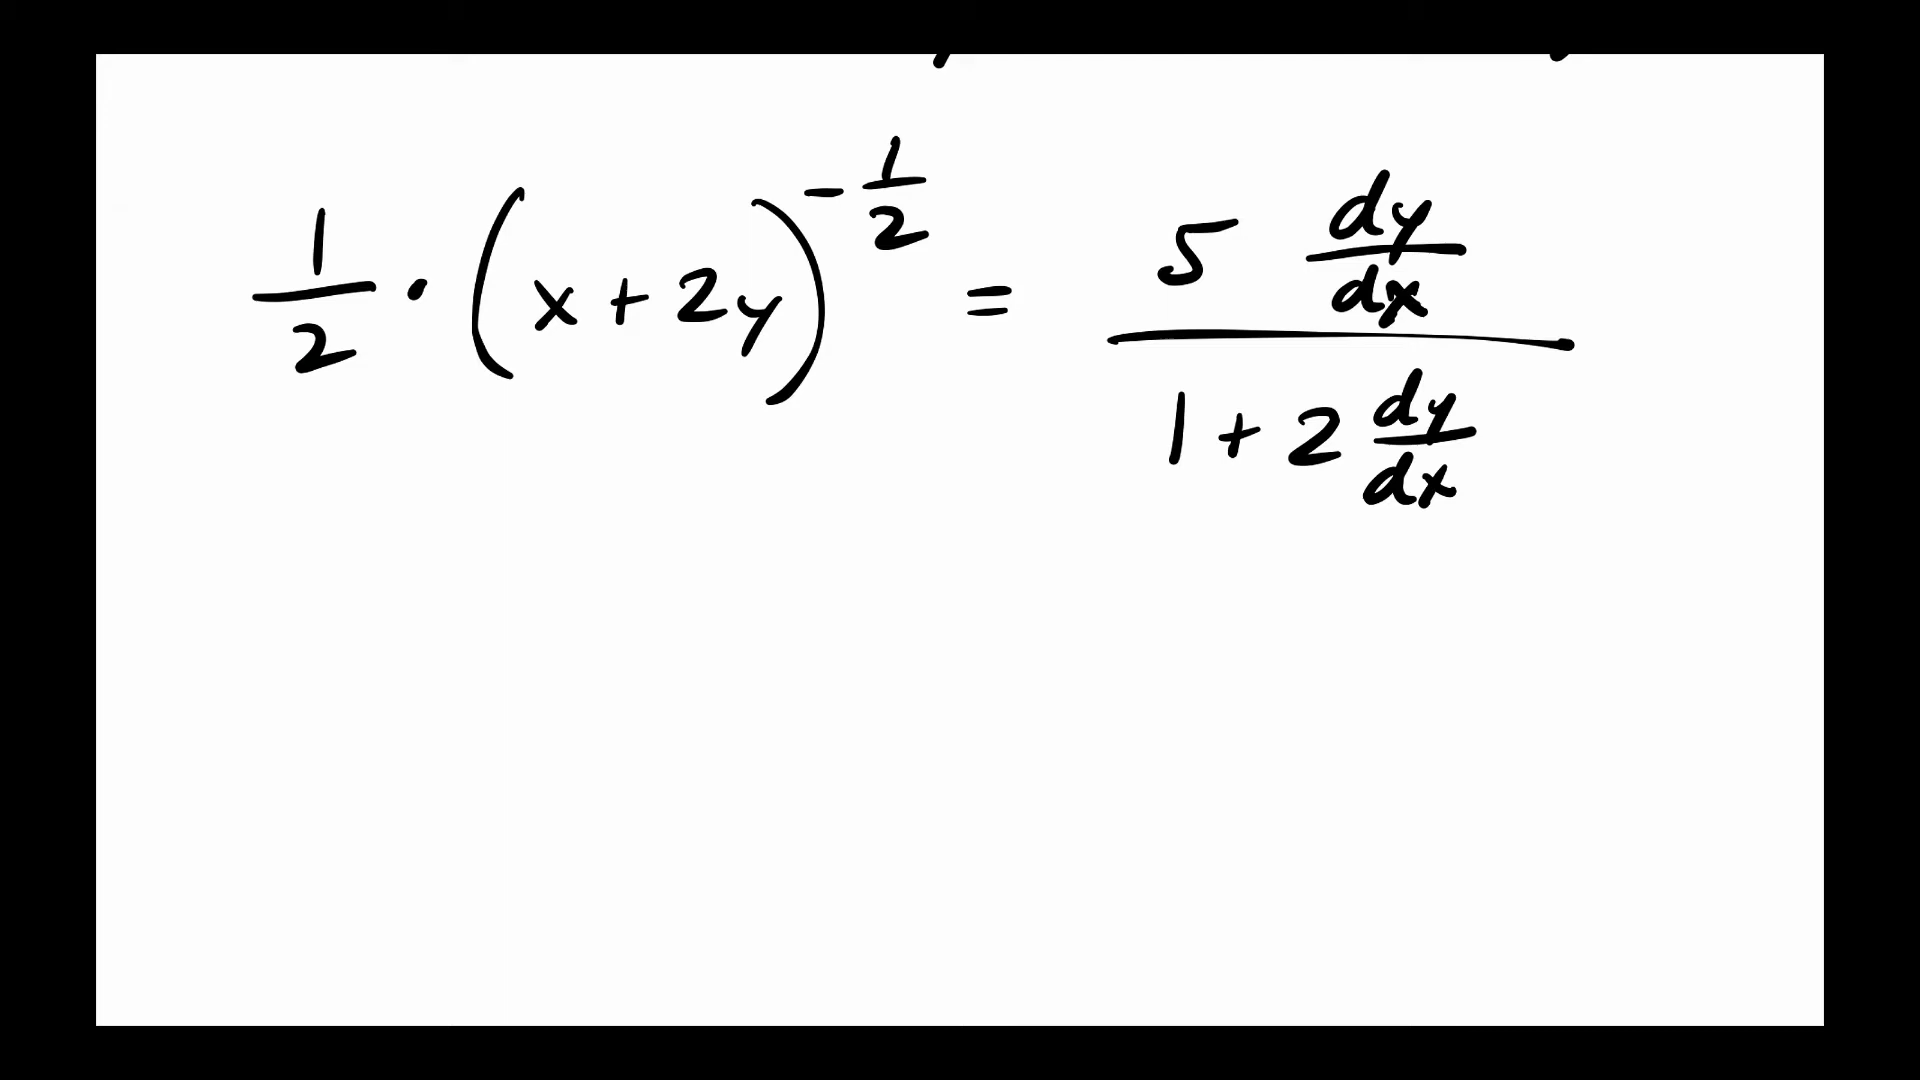 1/2 · (x + 2y)^(-1/2) = (5 dy/dx)/(1 + 2 dy/dx)